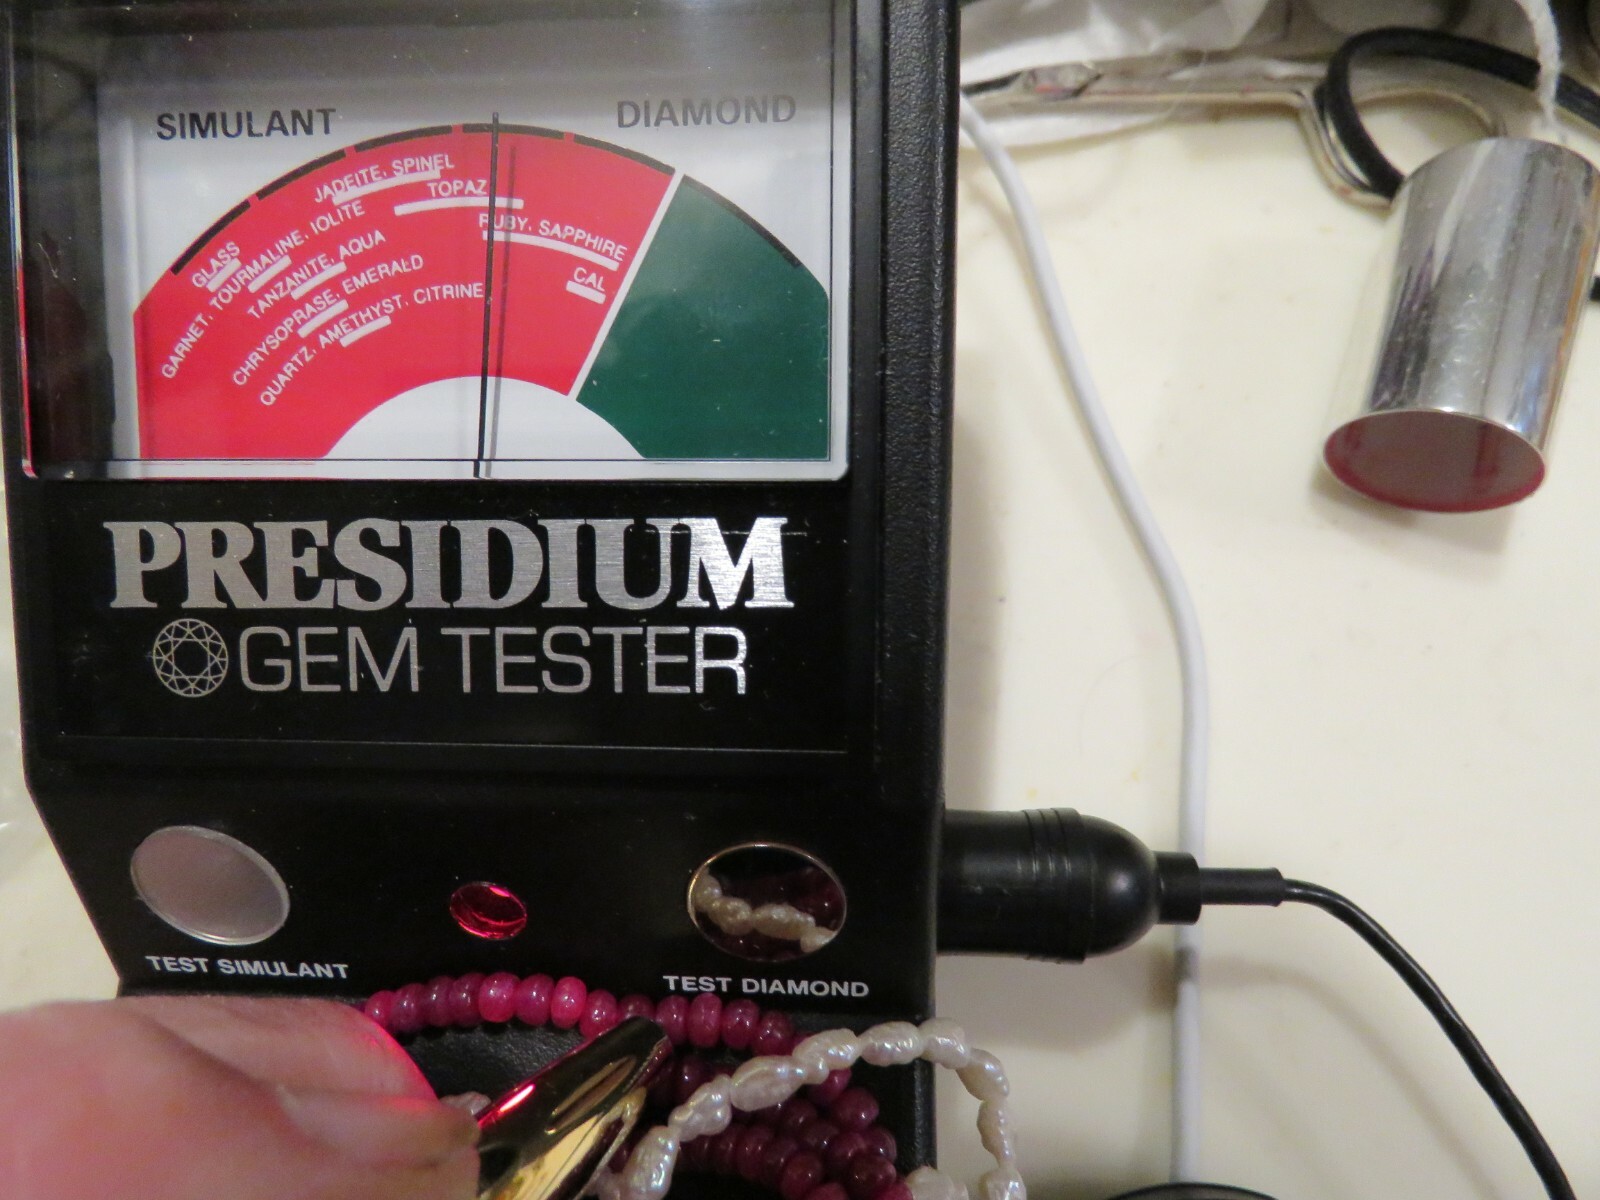 SIMULANT
DIAMOND
JADEITE, SPINEL
TOPAZ
RUBY, SAPPHIRE
CAL
GLASS
GARNET, TOURMALINE, IOLITE
TANZANITE, AQUA
CHRYSOPRASE, EMERALD
QUARTZ, AMETHYST, CITRINE
PRESIDIUM
GEM TESTER
TEST SIMULANT
TEST DIAMOND